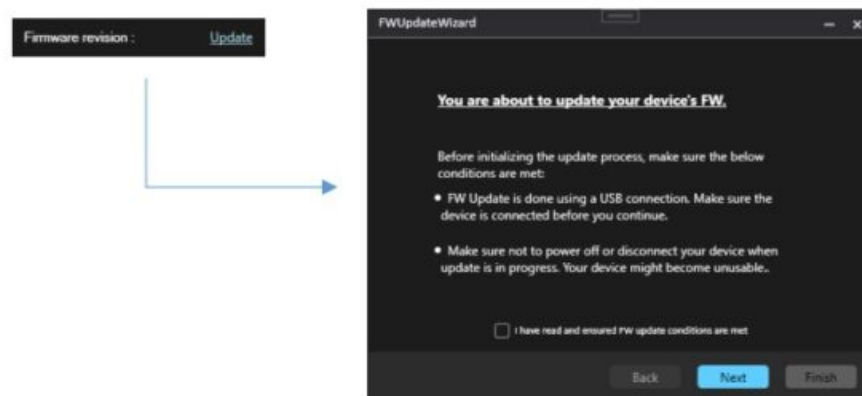 Firmware revision : Update
FWUpdateWizard
You are about to update your device's FW.
Before initializing the update process, make sure the below
conditions are met:
• FW Update is done using a USB connection. Make sure the
device is connected before you continue.
• Make sure not to power off or disconnect your device when
update is in progress. Your device might become unusable..
I have read and ensured FW update conditions are met
Back Next Finish